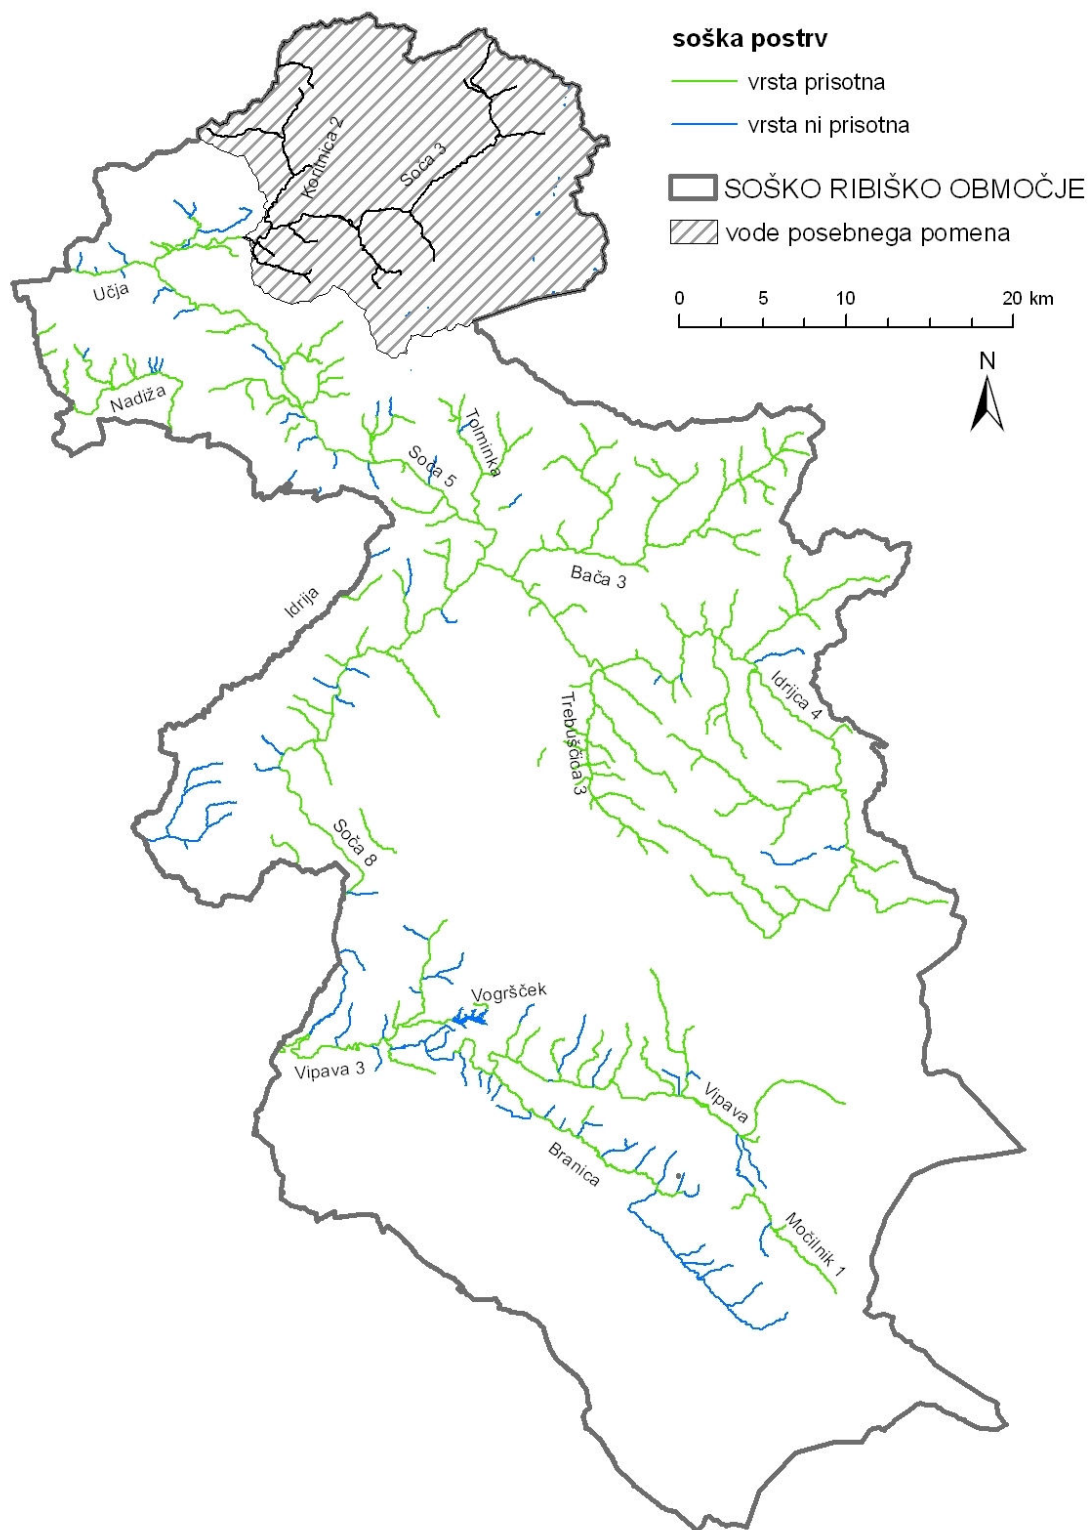 soška postrv
vrsta prisotna
vrsta ni prisotna
SOŠKO RIBIŠKO OBMOČJE
vode posebnega pomena
0 5 10 20 km
N
Koritnica 2
Soča 3
Učja
Nadiža
Tolminka
Soča 5
Bača 3
Idrija
Idrijca 4
Trebuščica 3
Soča 8
Vogršček
Vipava 3
Vipava
Branica
Močilnik 1